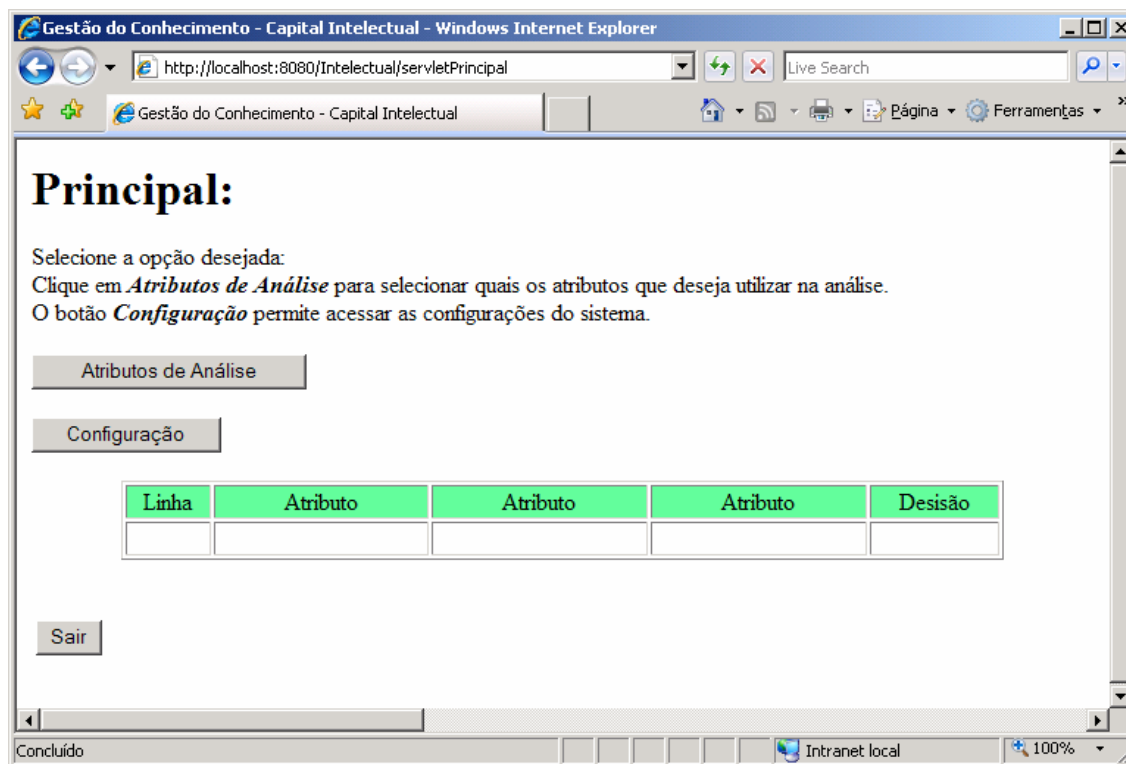 Gestão do Conhecimento - Capital Intelectual - Windows Internet Explorer
http://localhost:8080/Intelectual/servletPrincipal
Live Search
Gestão do Conhecimento - Capital Intelectual
Página
Ferramentas
Principal:
Selecione a opção desejada:
Clique em Atributos de Análise para selecionar quais os atributos que deseja utilizar na análise.
O botão Configuração permite acessar as configurações do sistema.
Atributos de Análise
Configuração
Linha Atributo Atributo Atributo Desisão
Sair
Concluído
Intranet local
100%